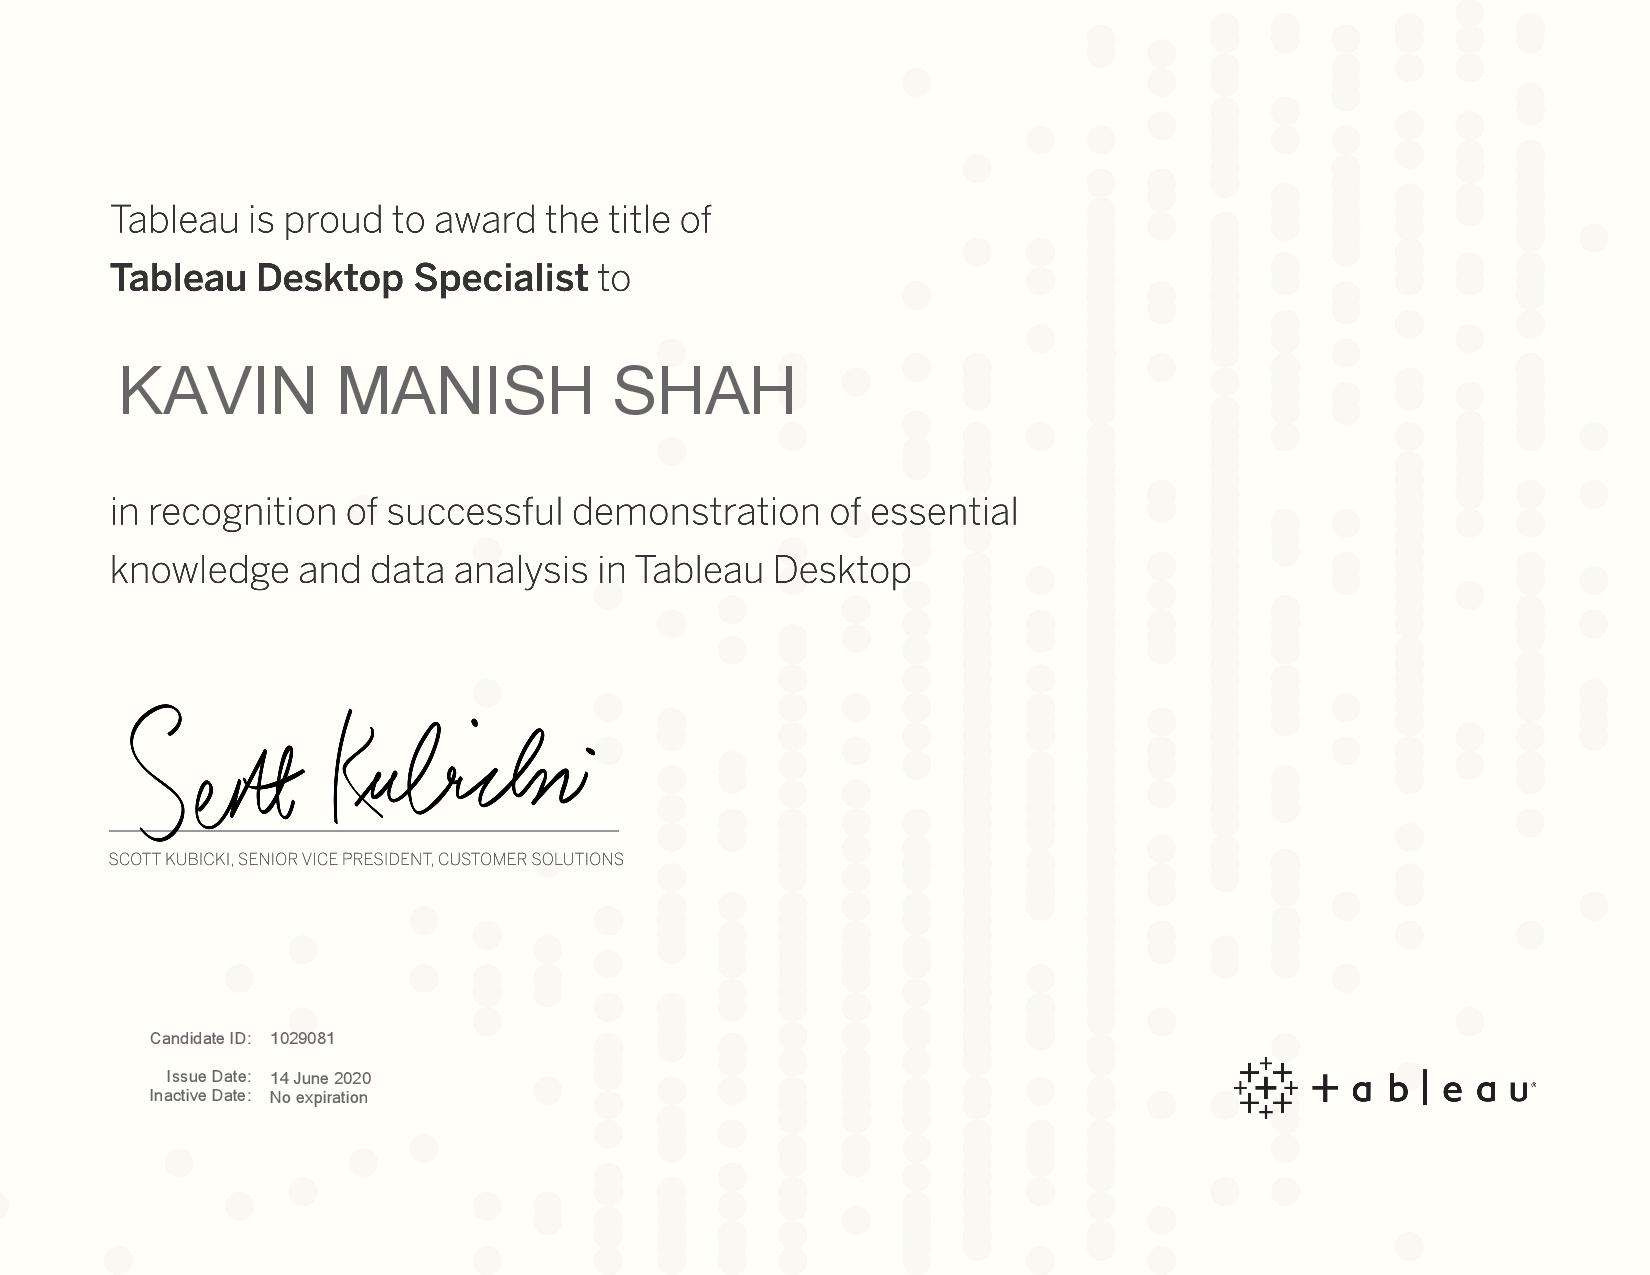 Tableau is proud to award the title of
Tableau Desktop Specialist to
KAVIN MANISH SHAH
in recognition of successful demonstration of essential
knowledge and data analysis in Tableau Desktop
Scott Kubicki
SCOTT KUBICKI, SENIOR VICE PRESIDENT, CUSTOMER SOLUTIONS
Candidate ID: 1029081
Issue Date: 14 June 2020
Inactive Date: No expiration
+ableau®